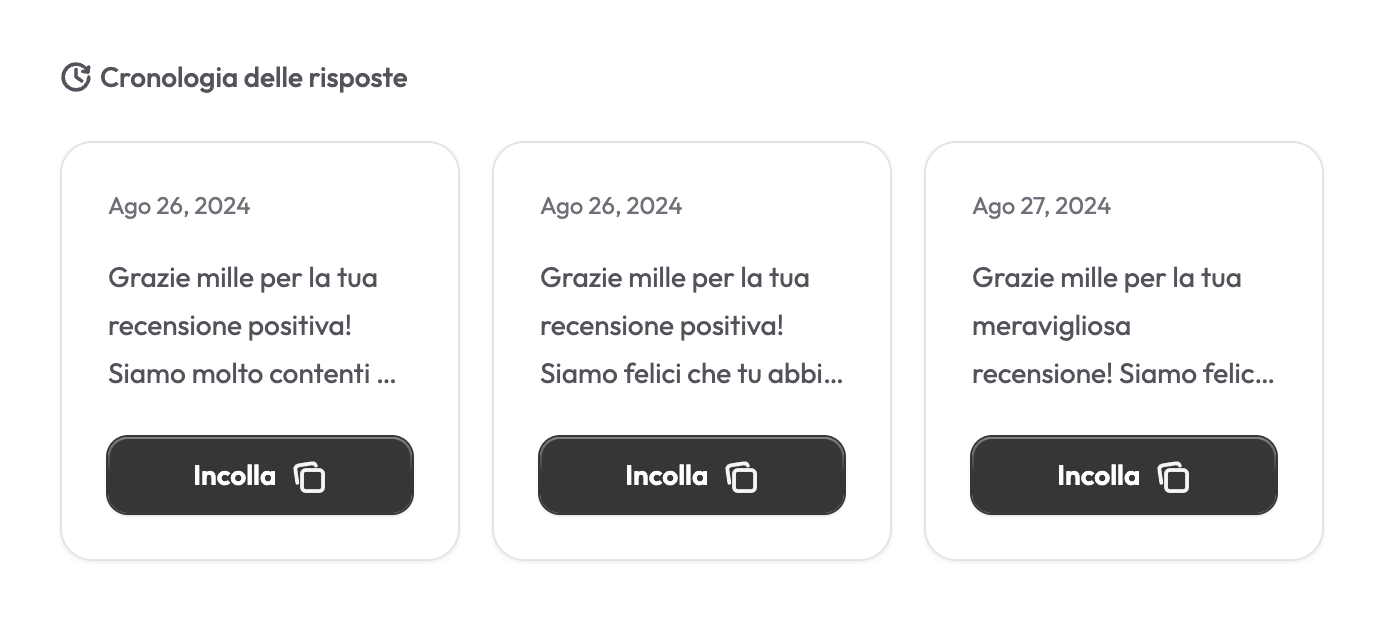 Cronologia delle risposte
Ago 26, 2024
Grazie mille per la tua
recensione positiva!
Siamo molto contenti ...
Incolla
Ago 26, 2024
Grazie mille per la tua
recensione positiva!
Siamo felici che tu abbi...
Incolla
Ago 27, 2024
Grazie mille per la tua
meravigliosa
recensione! Siamo felic...
Incolla